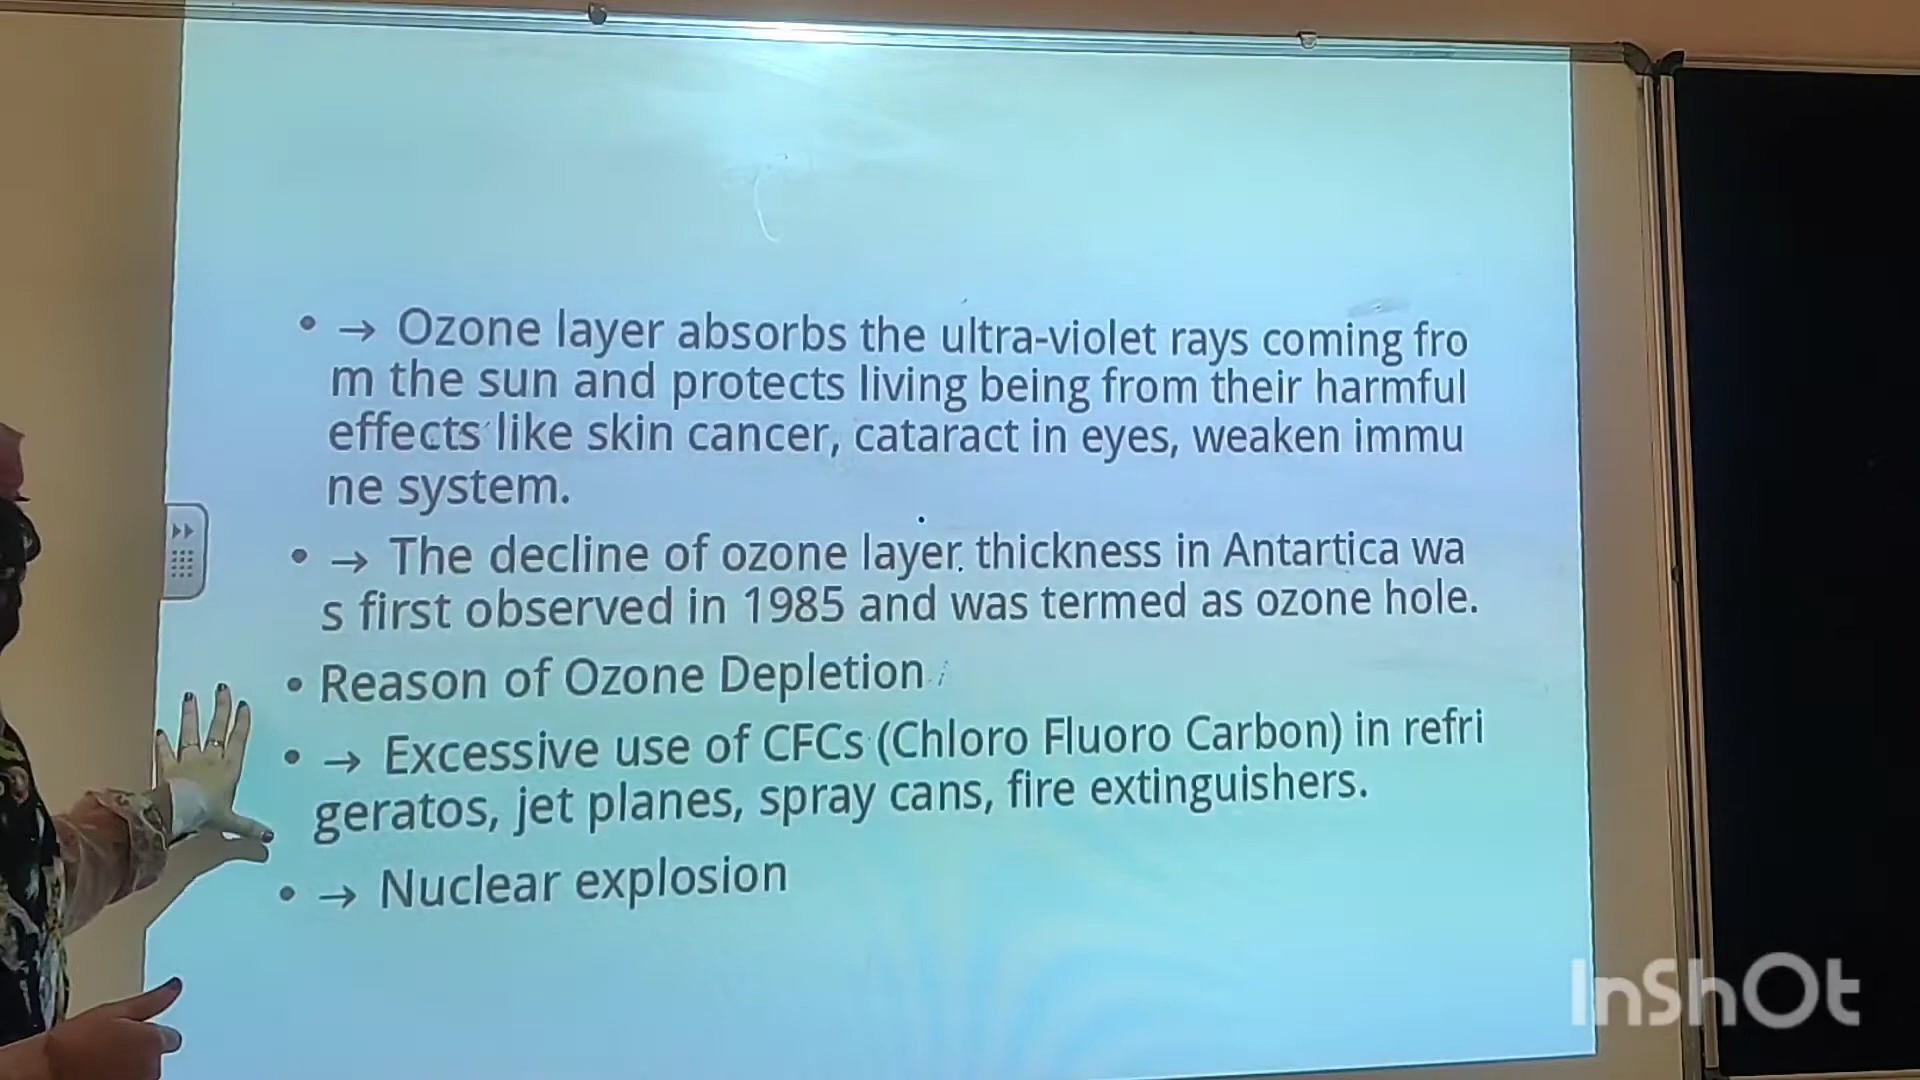 • → Ozone layer absorbs the ultra-violet rays coming fro
m the sun and protects living being from their harmful
effects like skin cancer, cataract in eyes, weaken immu
ne system.
• → The decline of ozone layer thickness in Antartica wa
s first observed in 1985 and was termed as ozone hole.
• Reason of Ozone Depletion
• → Excessive use of CFCs (Chloro Fluoro Carbon) in refri
geratos, jet planes, spray cans, fire extinguishers.
• → Nuclear explosion
InShOt